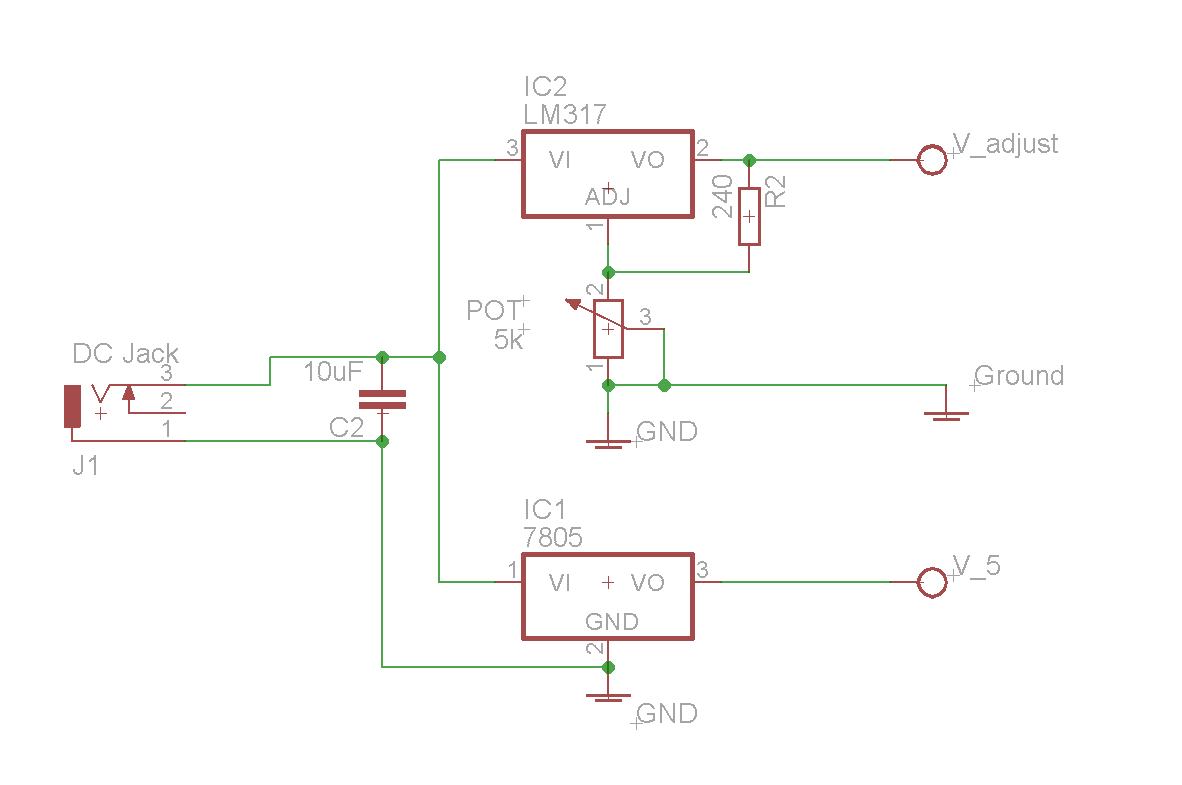 IC2
LM317
3
VI
VO
2
V_adjust
ADJ
1
240
R2
2
POT
5k
3
1
Ground
GND
DC Jack
3
2
1
J1
10uF
C2
IC1
7805
1
VI
VO
3
V_5
GND
2
GND